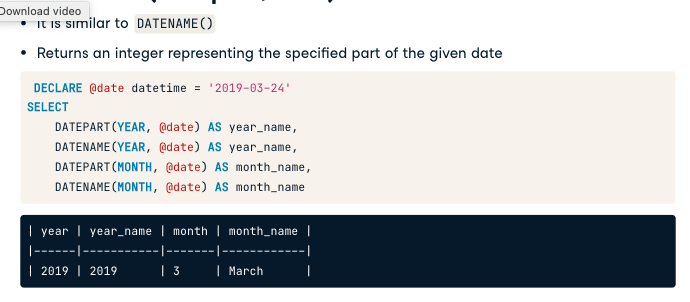 Download video
• It is similar to DATENAME()
• Returns an integer representing the specified part of the given date
DECLARE @date datetime = '2019-03-24'
SELECT
DATEPART(YEAR, @date) AS year_name,
DATENAME(YEAR, @date) AS year_name,
DATEPART(MONTH, @date) AS month_name,
DATENAME(MONTH, @date) AS month_name
| year | year_name | month | month_name |
|------|-----------|-------|------------|
| 2019 | 2019      | 3     | March      |